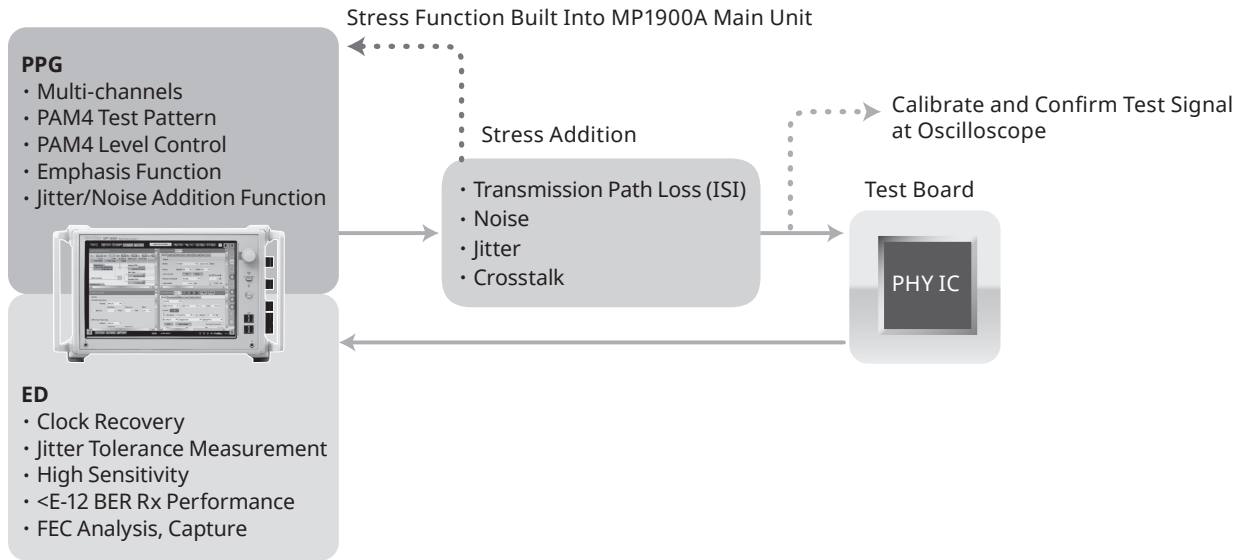 Stress Function Built Into MP1900A Main Unit
PPG
・Multi-channels
・PAM4 Test Pattern
・PAM4 Level Control
・Emphasis Function
・Jitter/Noise Addition Function
Stress Addition
・Transmission Path Loss (ISI)
・Noise
・Jitter
・Crosstalk
Calibrate and Confirm Test Signal
at Oscilloscope
Test Board
PHY IC
ED
・Clock Recovery
・Jitter Tolerance Measurement
・High Sensitivity
・<E-12 BER Rx Performance
・FEC Analysis, Capture